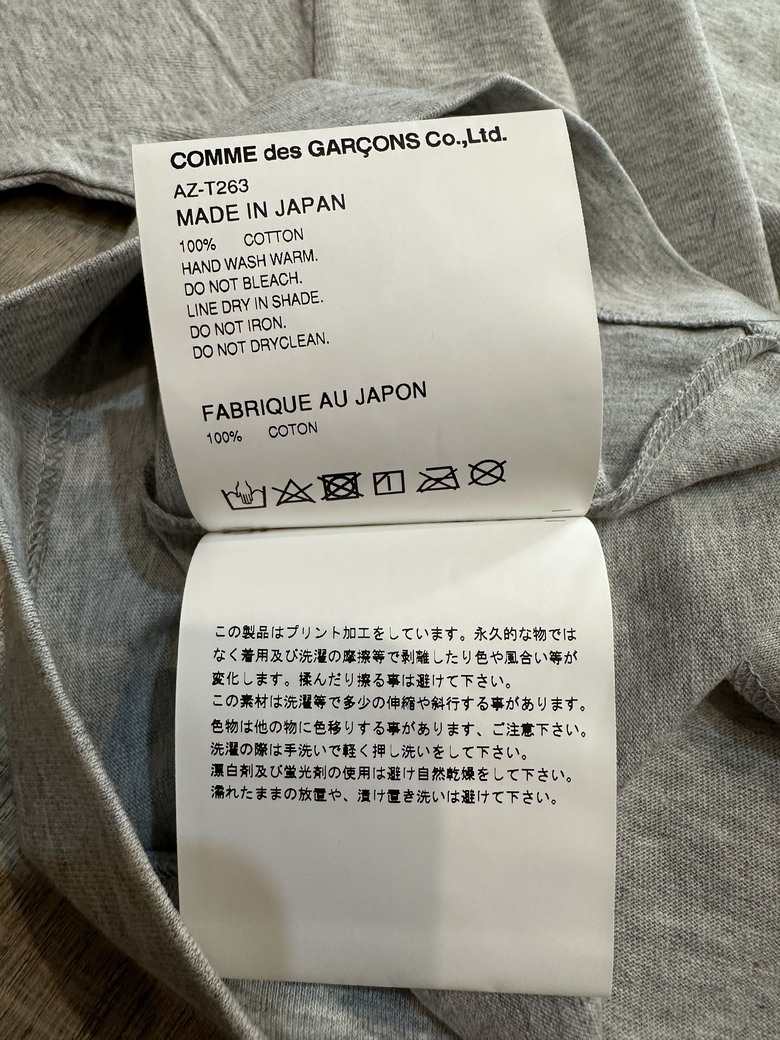 COMME des GARÇONS Co.,Ltd.
AZ-T263
MADE IN JAPAN
100% COTTON
HAND WASH WARM.
DO NOT BLEACH.
LINE DRY IN SHADE.
DO NOT IRON.
DO NOT DRYCLEAN.
FABRIQUE AU JAPON
100% COTON
この製品はプリント加工をしています。永久的な物では
なく着用及び洗濯の摩擦等で剥離したり色や風合い等が
変化します。揉んだり擦る事は避けて下さい。
この素材は洗濯等で多少の伸縮や斜行する事があります。
色物は他の物に色移りする事があります、ご注意下さい。
洗濯の際は手洗いで軽く押し洗いをして下さい。
漂白剤及び蛍光剤の使用は避け自然乾燥をして下さい。
濡れたままの放置や、漬け置き洗いは避けて下さい。